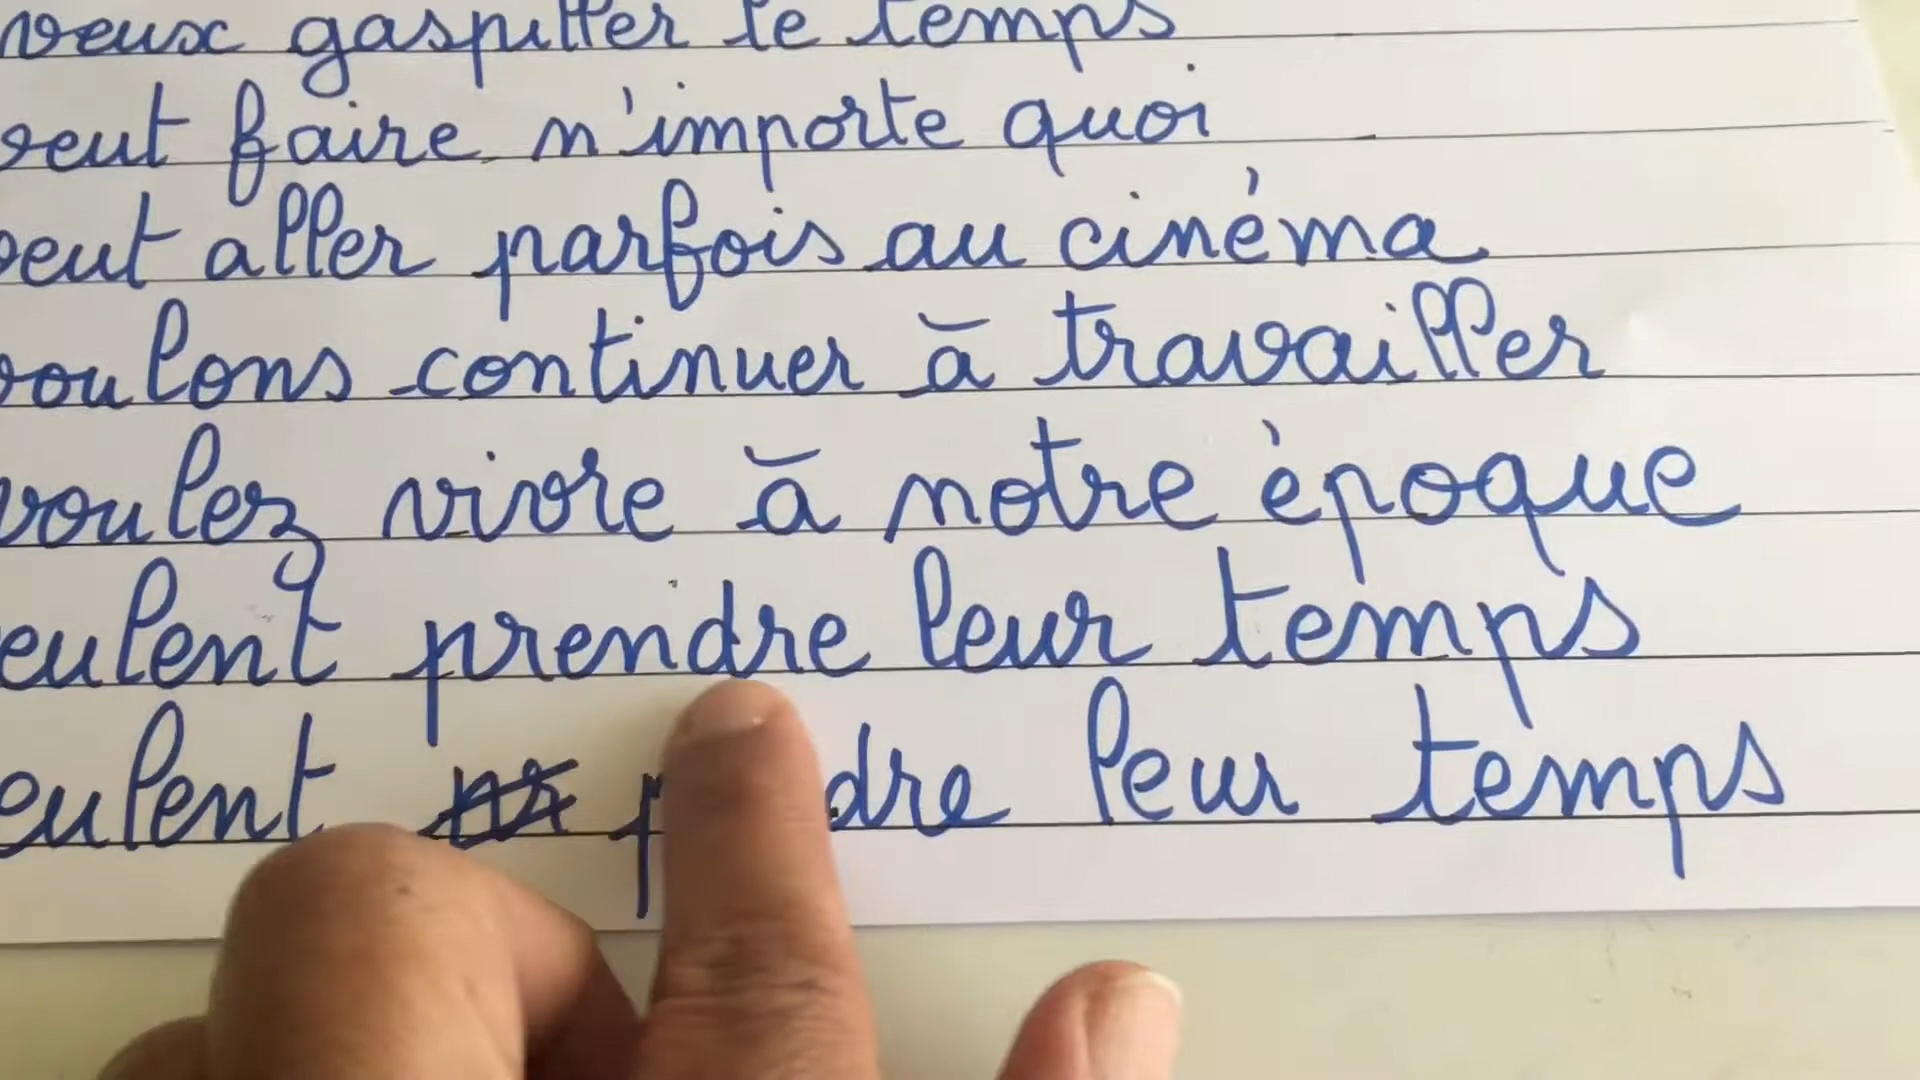 veux gaspiller le temps
veut faire n'importe quoi
veut aller parfois au cinéma
voulons continuer à travailler
voulez vivre à notre époque
eulent prendre leur temps
eulent dre leur temps